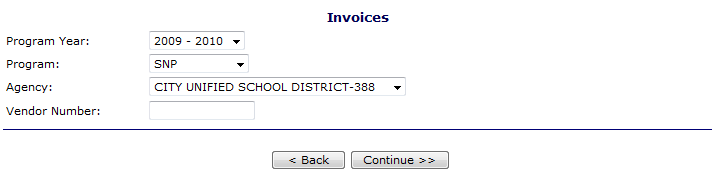 Invoices
Program Year: 2009 - 2010
Program: SNP
Agency: CITY UNIFIED SCHOOL DISTRICT-388
Vendor Number:
< Back Continue >>